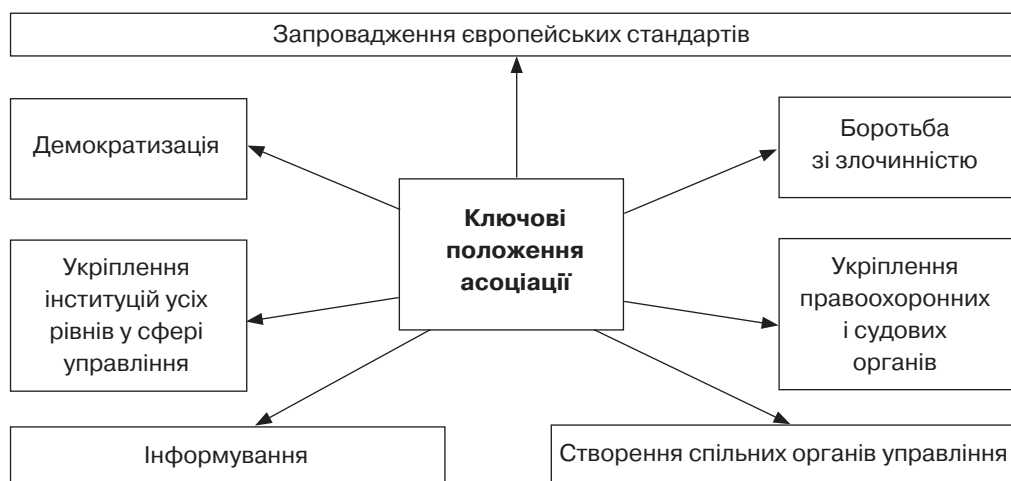 Запровадження європейських стандартів
Демократизація
Боротьба
зі злочинністю
Ключові
положення
асоціації
Укріплення
інституцій усіх
рівнів у сфері
управління
Укріплення
правоохоронних
і судових
органів
Інформування
Створення спільних органів управління